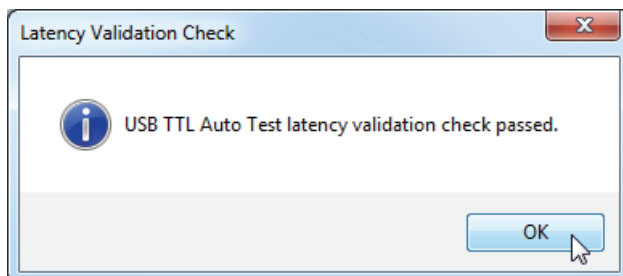 Latency Validation Check
USB TTL Auto Test latency validation check passed.
OK